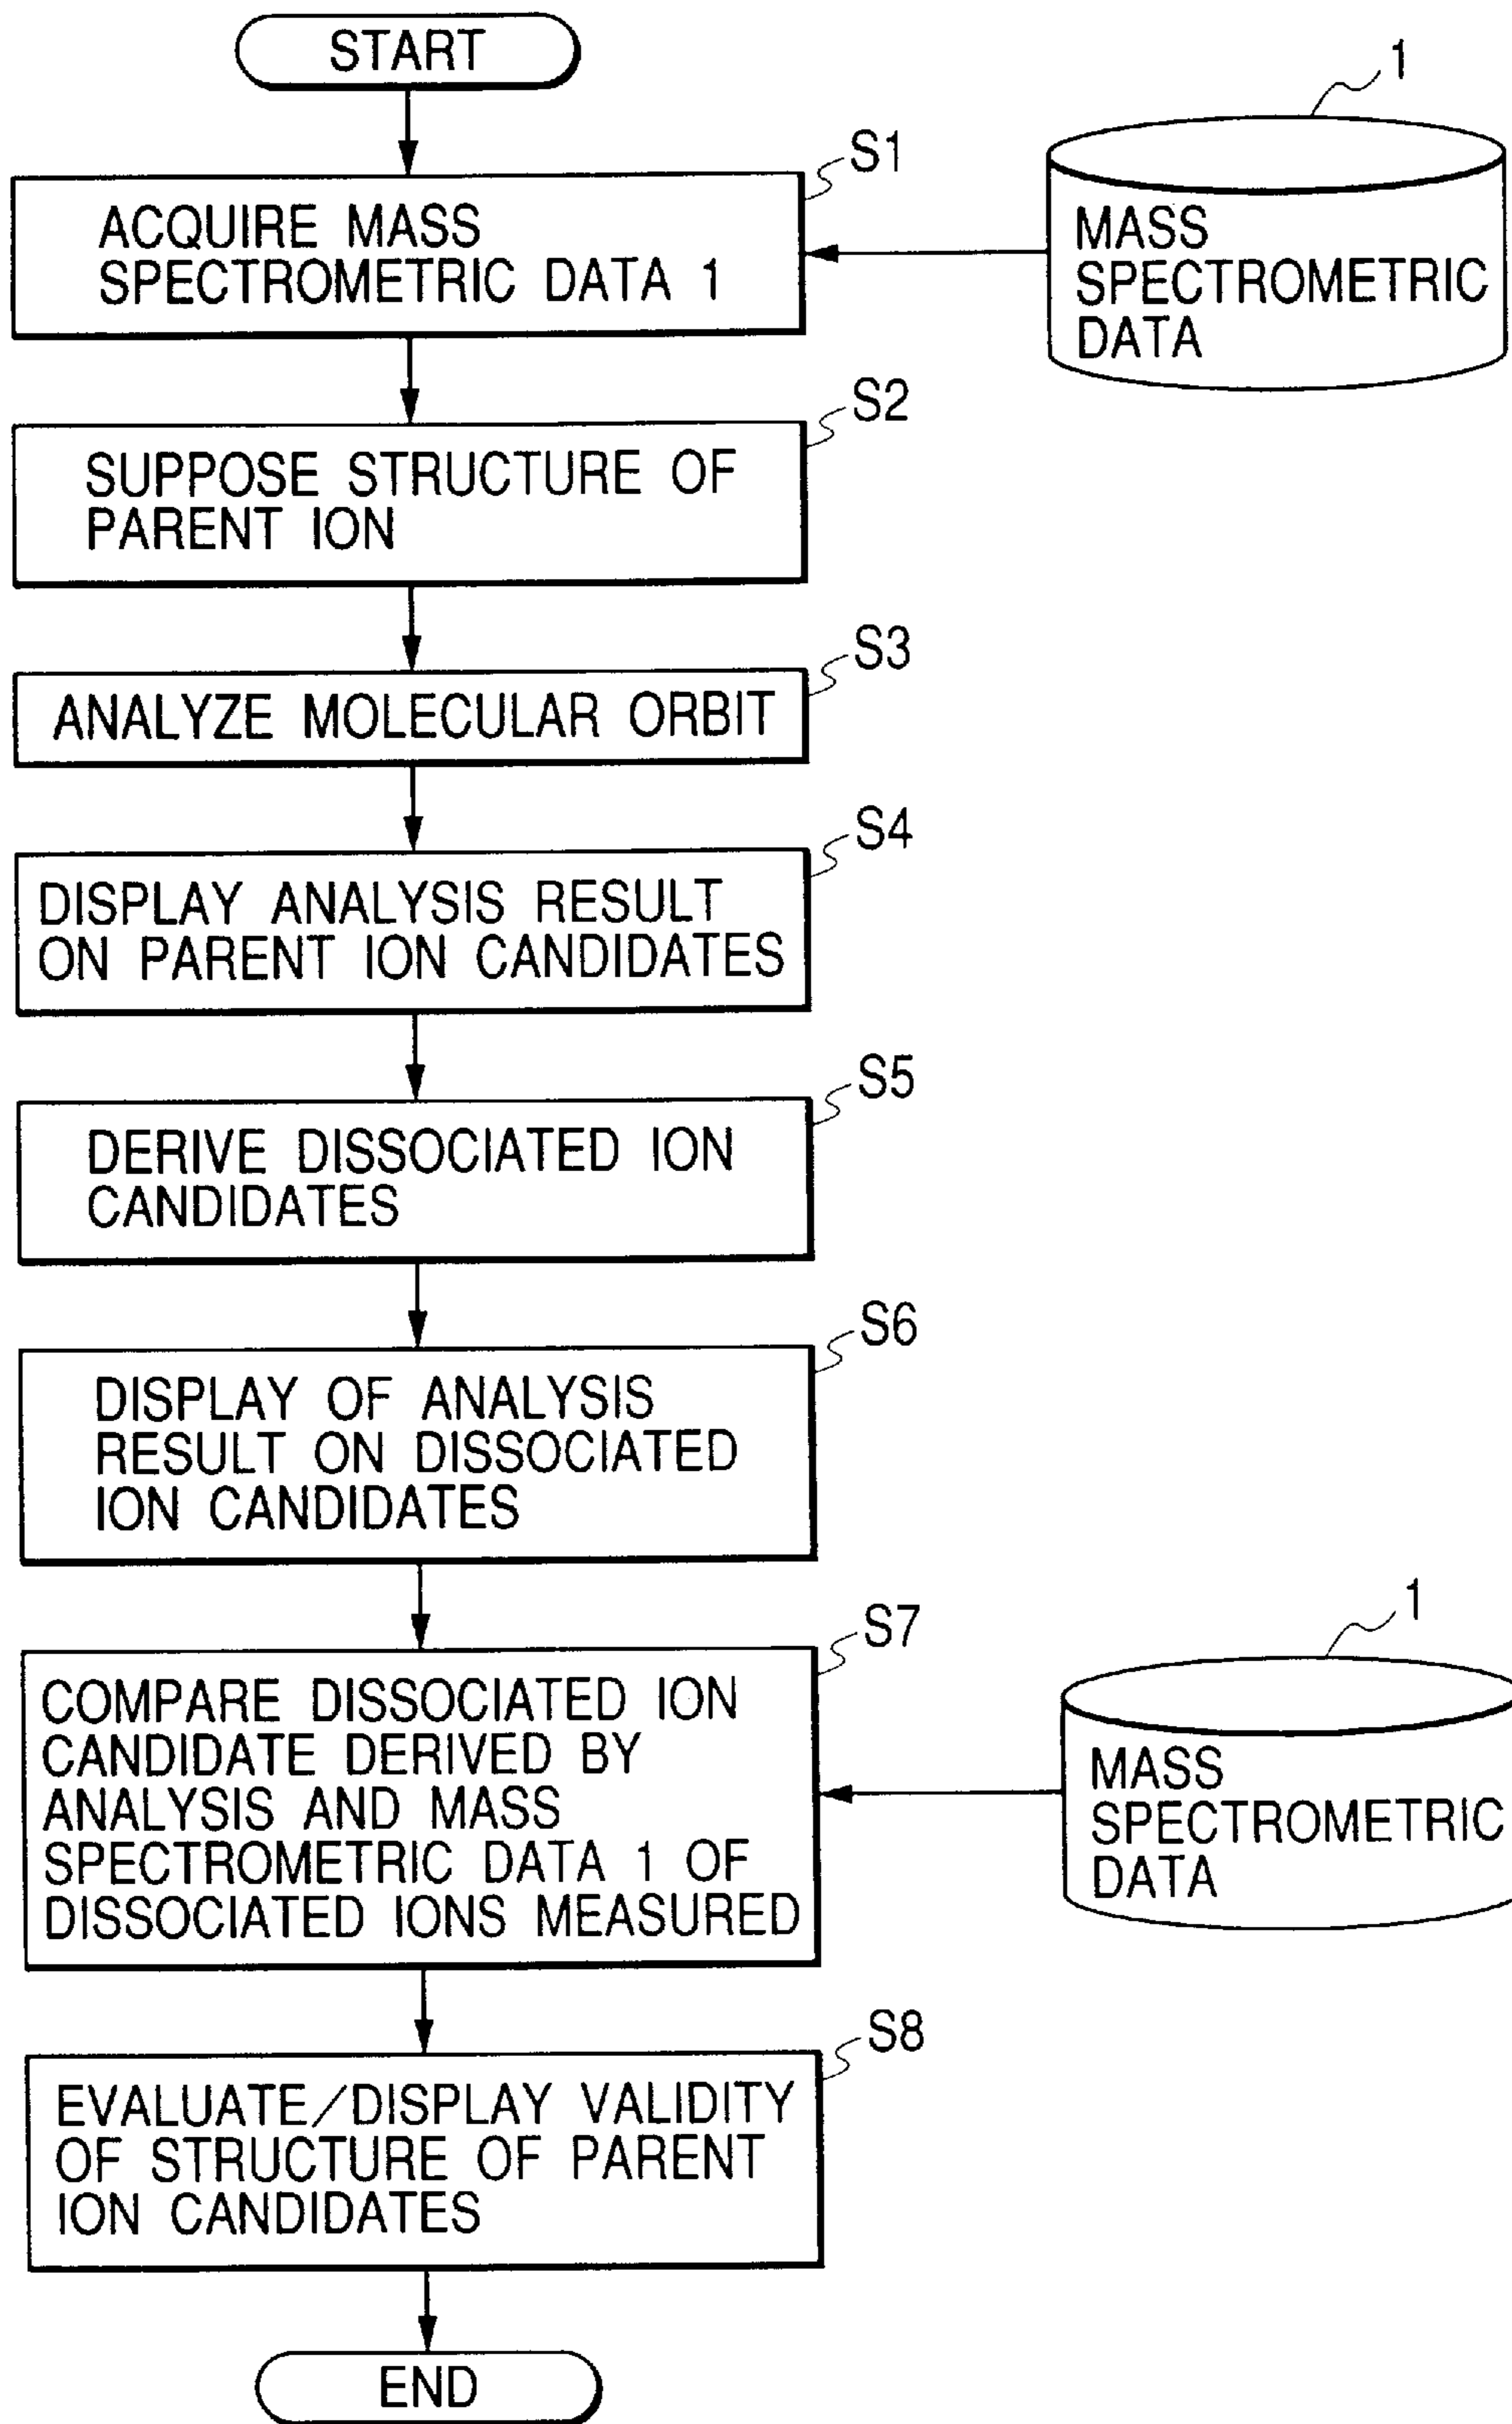 START
1
S1
ACQUIRE MASS
SPECTROMETRIC DATA 1
MASS
SPECTROMETRIC
DATA
S2
SUPPOSE STRUCTURE OF
PARENT ION
S3
ANALYZE MOLECULAR ORBIT
S4
DISPLAY ANALYSIS RESULT
ON PARENT ION CANDIDATES
S5
DERIVE DISSOCIATED ION
CANDIDATES
S6
DISPLAY OF ANALYSIS
RESULT ON DISSOCIATED
ION CANDIDATES
S7
COMPARE DISSOCIATED ION
CANDIDATE DERIVED BY
ANALYSIS AND MASS
SPECTROMETRIC DATA 1 OF
DISSOCIATED IONS MEASURED
1
MASS
SPECTROMETRIC
DATA
S8
EVALUATE/DISPLAY VALIDITY
OF STRUCTURE OF PARENT
ION CANDIDATES
END